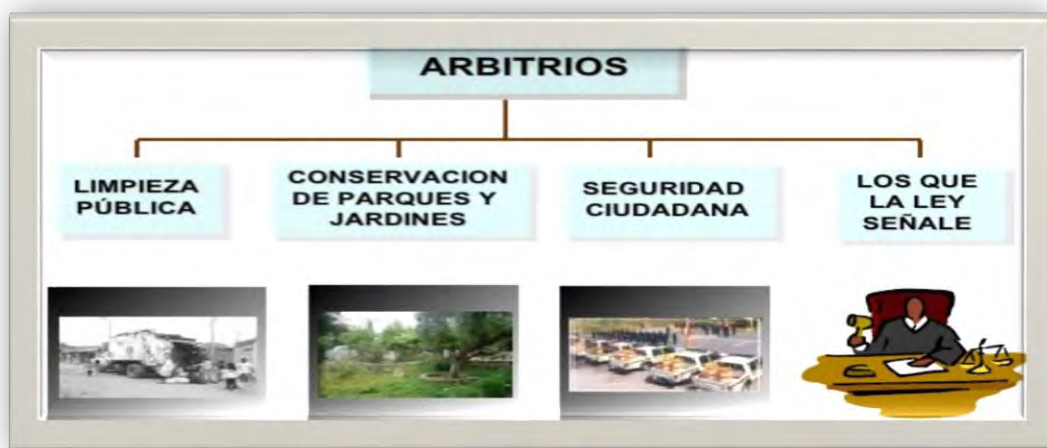 ARBITRIOS
LIMPIEZA
PÚBLICA
CONSERVACION
DE PARQUES Y
JARDINES
SEGURIDAD
CIUDADANA
LOS QUE
LA LEY
SEÑALE